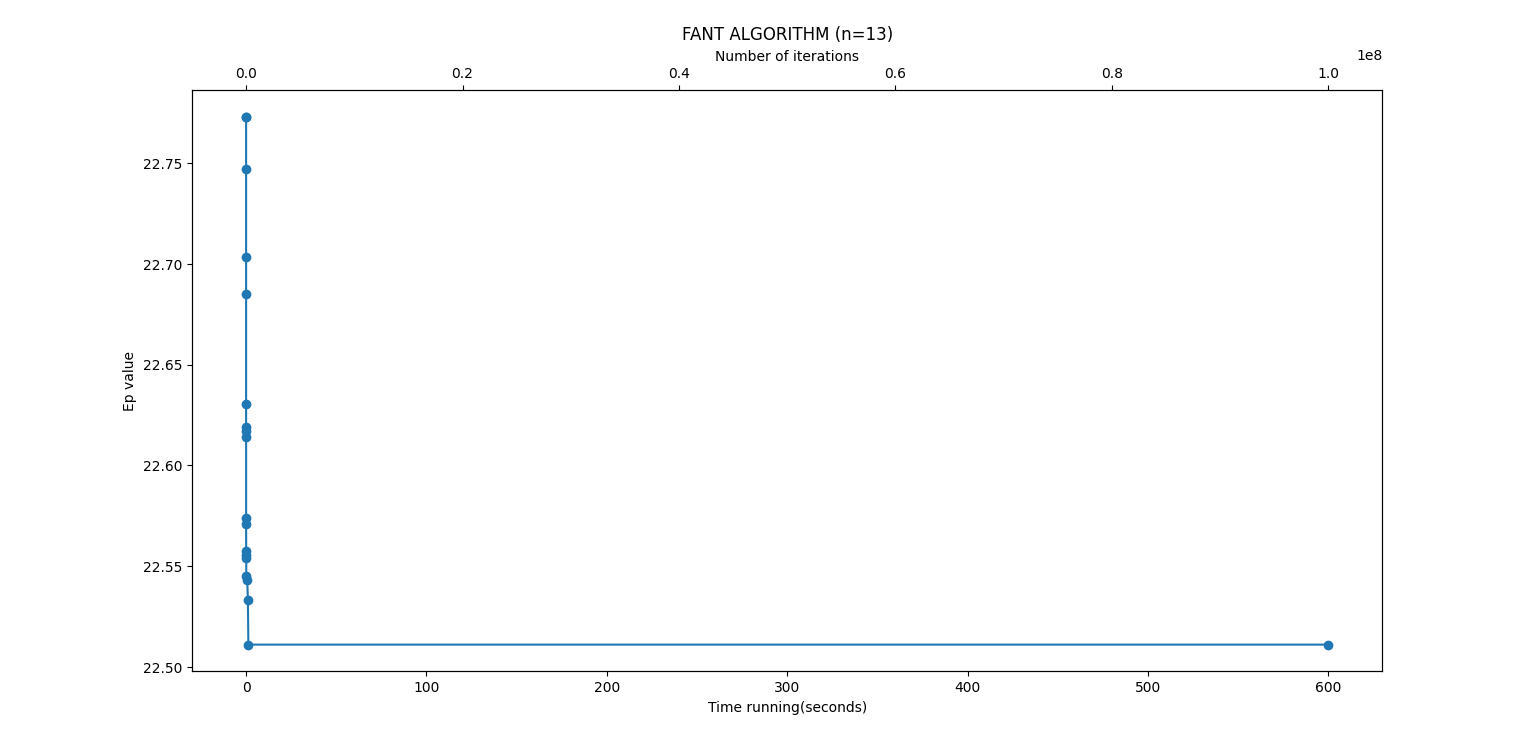 FANT ALGORITHM (n=13)
Number of iterations
1e8
0.0 0.2 0.4 0.6 0.8 1.0
Ep value
22.75
22.70
22.65
22.60
22.55
22.50
0 100 200 300 400 500 600
Time running(seconds)